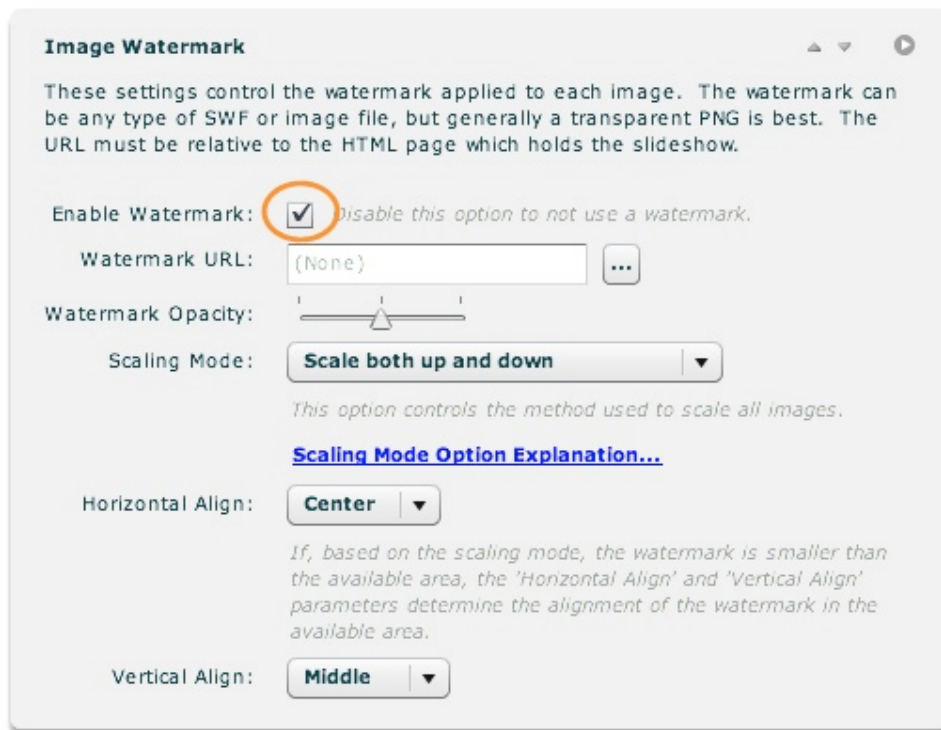 Image Watermark
These settings control the watermark applied to each image. The watermark can
be any type of SWF or image file, but generally a transparent PNG is best. The
URL must be relative to the HTML page which holds the slideshow.
Enable Watermark: Disable this option to not use a watermark.
Watermark URL: (None) ...
Watermark Opacity:
Scaling Mode: Scale both up and down
This option controls the method used to scale all images.
Scaling Mode Option Explanation...
Horizontal Align: Center
If, based on the scaling mode, the watermark is smaller than
the available area, the 'Horizontal Align' and 'Vertical Align'
parameters determine the alignment of the watermark in the
available area.
Vertical Align: Middle